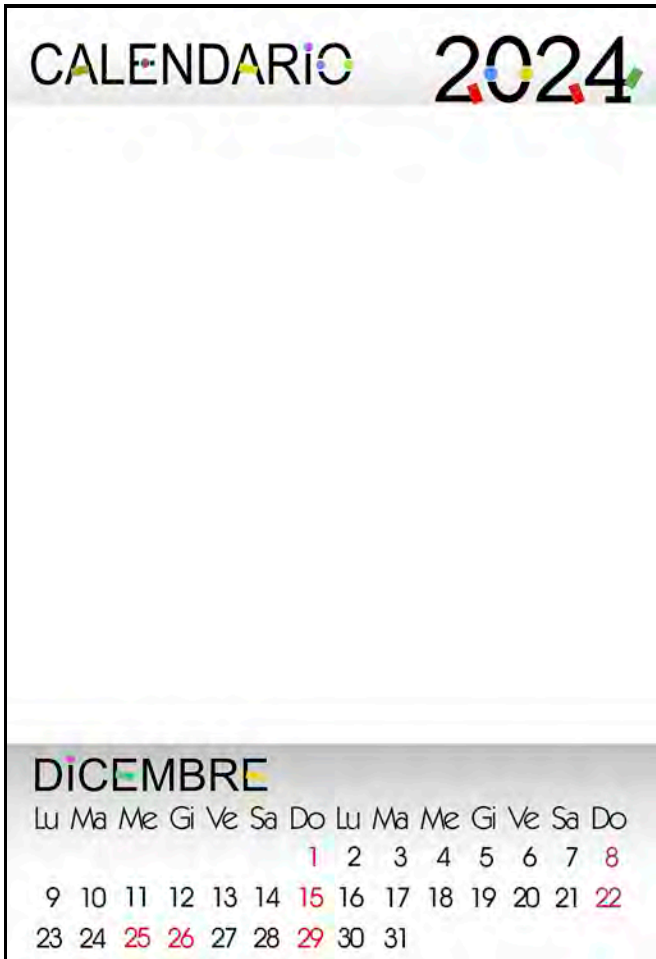 CALENDARiO 2024
DiCEMBRE
Lu Ma Me Gi Ve Sa Do Lu Ma Me Gi Ve Sa Do
1 2 3 4 5 6 7 8
9 10 11 12 13 14 15 16 17 18 19 20 21 22
23 24 25 26 27 28 29 30 31